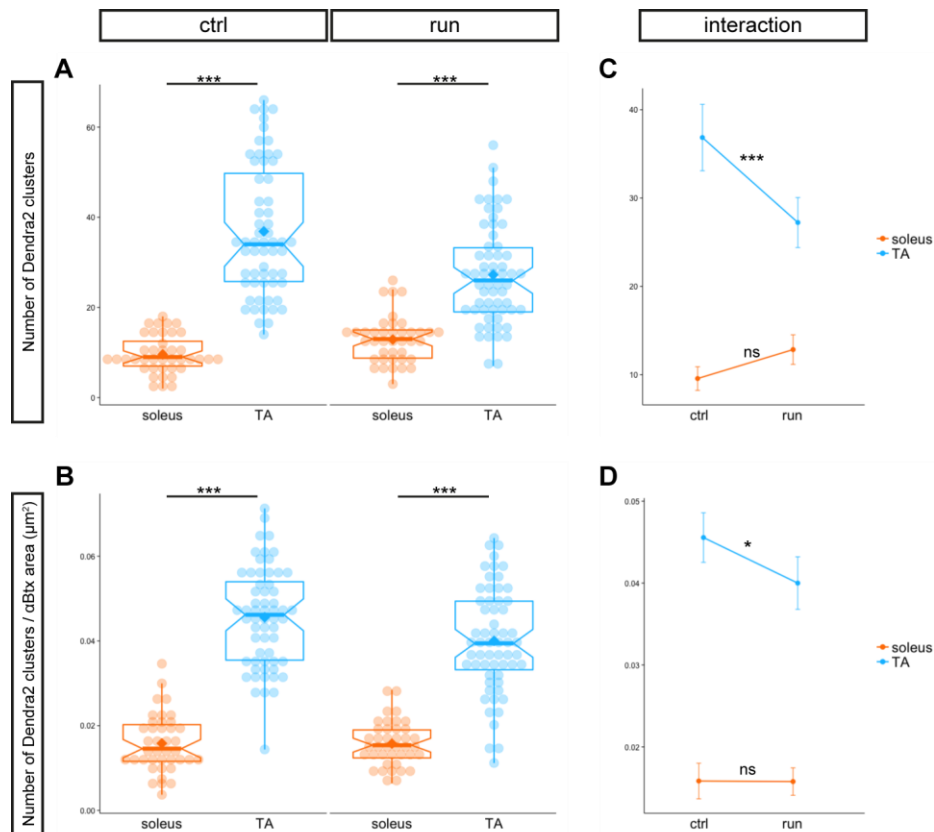 ctrl
run
interaction
A
***
***
C
Number of Dendra2 clusters
60
40
20
0
soleus
TA
soleus
TA
40
30
20
10
***
ns
ctrl
run
soleus
TA
B
***
***
D
Number of Dendra2 clusters / αBtx area (µm²)
0.06
0.04
0.02
0.00
soleus
TA
soleus
TA
0.05
0.04
0.03
0.02
*
ns
ctrl
run
soleus
TA